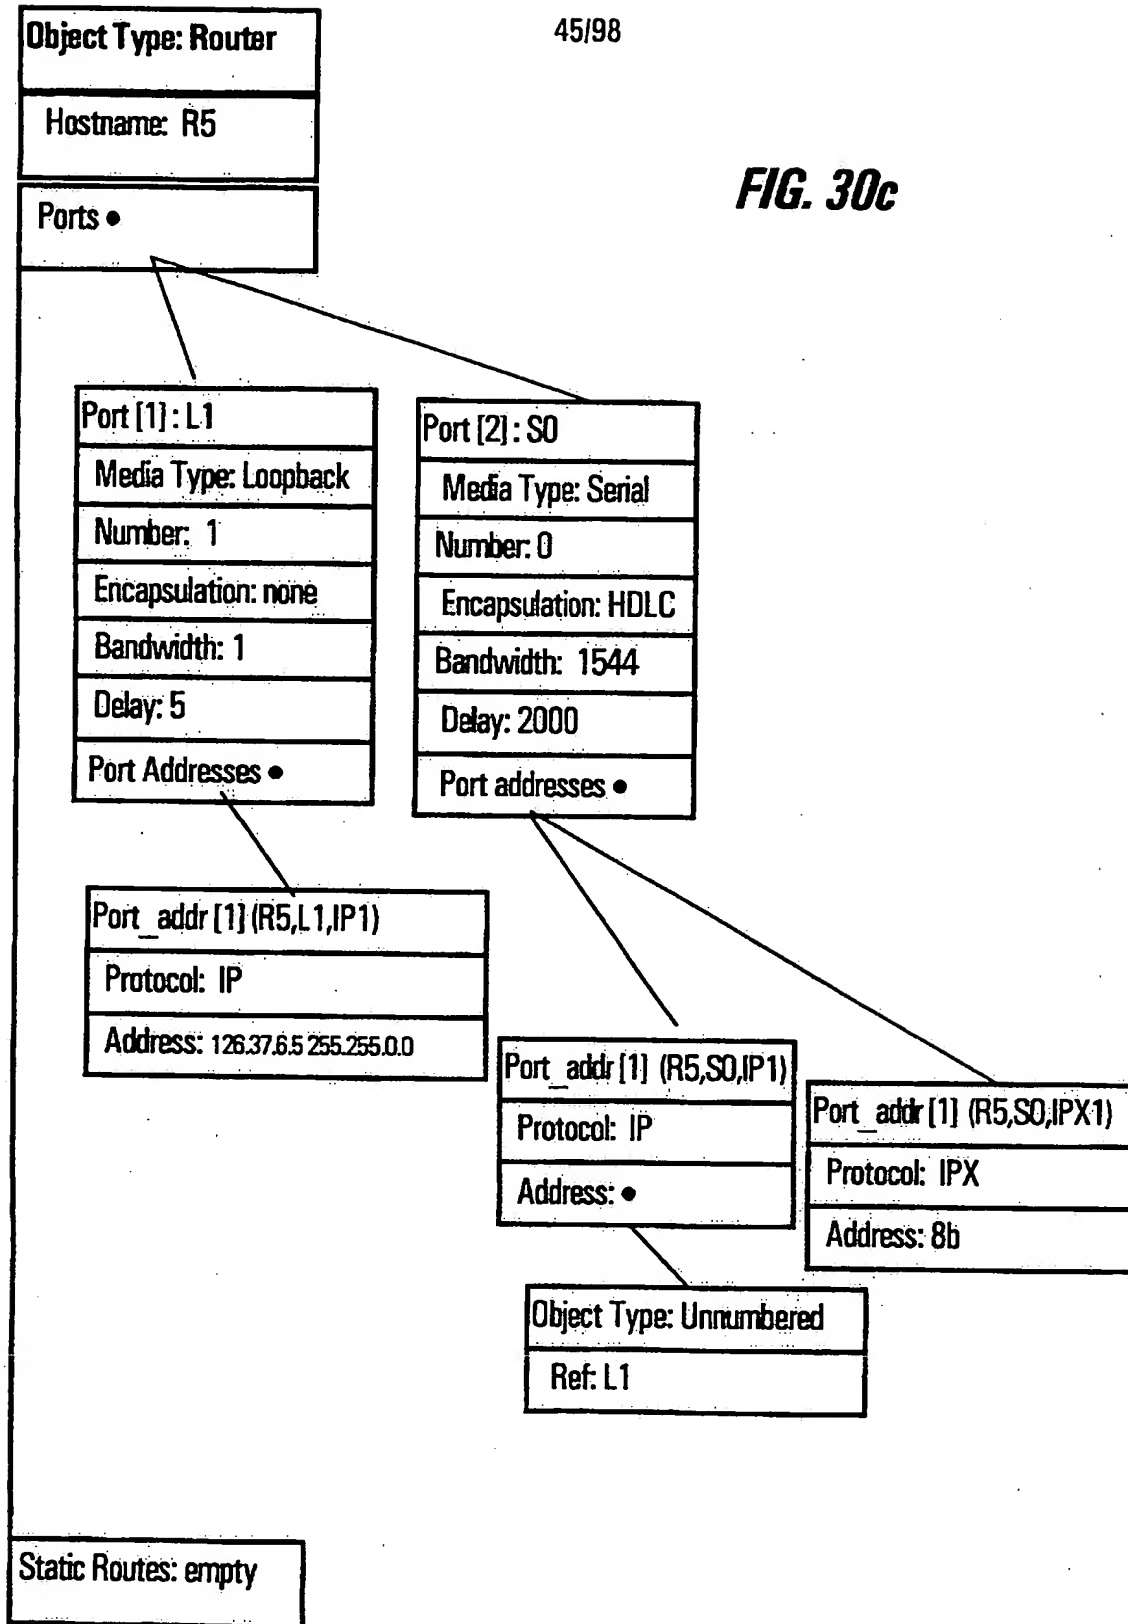 45/98
Object Type: Router
Hostname: R5
Ports •
FIG. 30c
Port [1] : L1
Media Type: Loopback
Number: 1
Encapsulation: none
Bandwidth: 1
Delay: 5
Port Addresses •
Port [2] : S0
Media Type: Serial
Number: 0
Encapsulation: HDLC
Bandwidth: 1544
Delay: 2000
Port addresses •
Port_addr [1] (R5,L1,IP1)
Protocol: IP
Address: 126.37.6.5 255.255.0.0
Port_addr [1] (R5,S0,IP1)
Protocol: IP
Address: •
Port_addr [1] (R5,S0,IPX1)
Protocol: IPX
Address: 8b
Object Type: Unnumbered
Ref: L1
Static Routes: empty